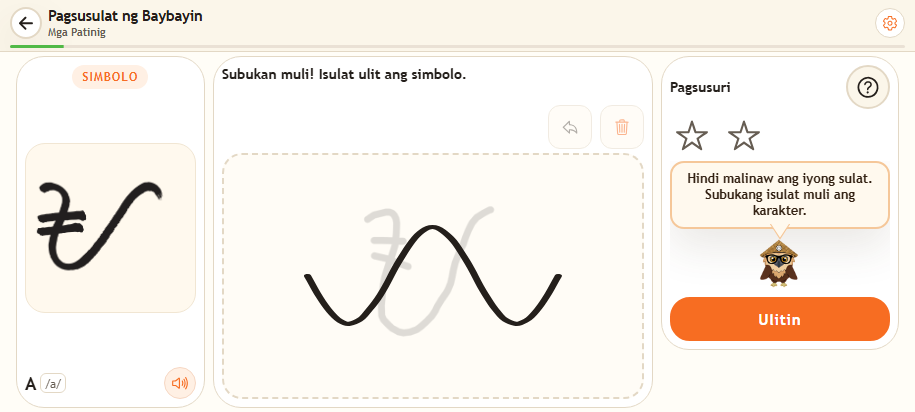 Pagsusulat ng Baybayin
Mga Patinig
SIMBOLO
ᜀ
A /a/
Subukan muli! Isulat ulit ang simbolo.
Pagsusuri
?
Hindi malinaw ang iyong sulat.
Subukang isulat muli ang
karakter.
Ulitin